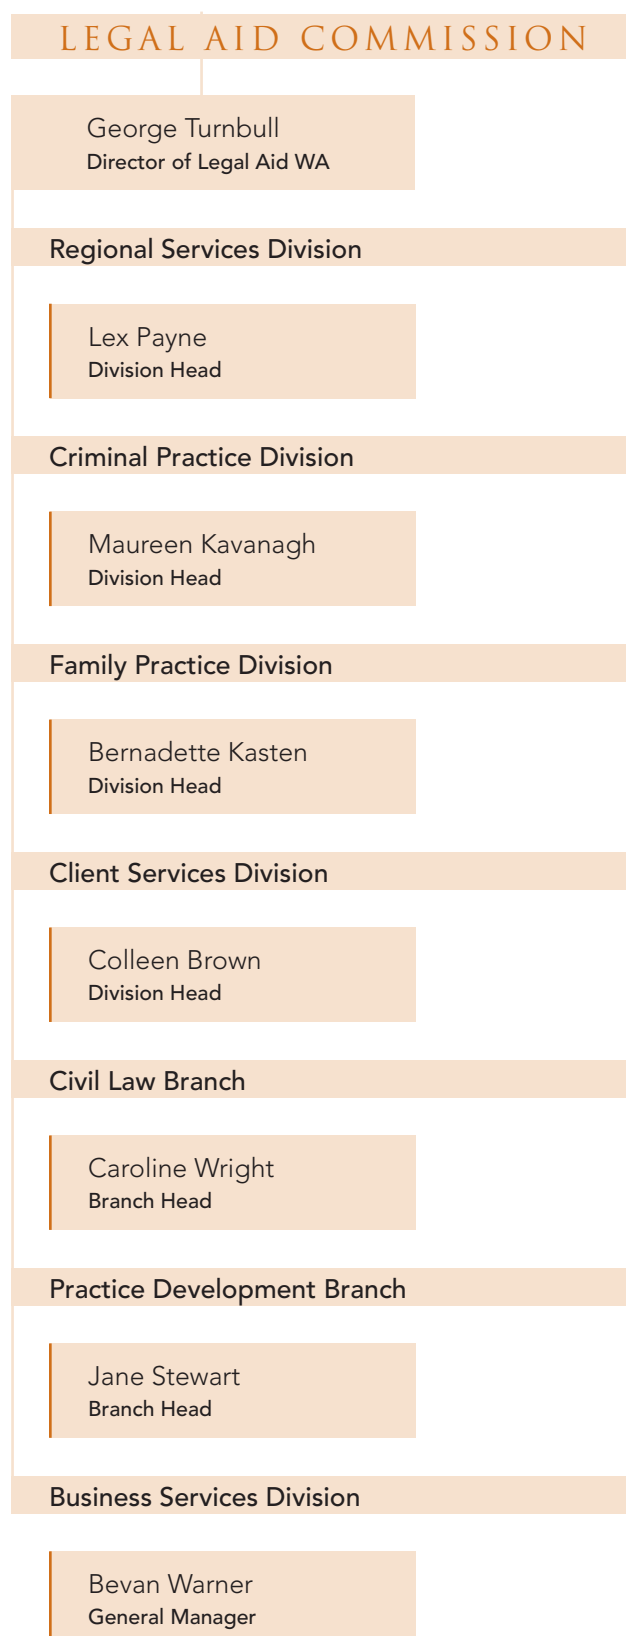 LEGAL AID COMMISSION
George Turnbull
Director of Legal Aid WA
Regional Services Division
Lex Payne
Division Head
Criminal Practice Division
Maureen Kavanagh
Division Head
Family Practice Division
Bernadette Kasten
Division Head
Client Services Division
Colleen Brown
Division Head
Civil Law Branch
Caroline Wright
Branch Head
Practice Development Branch
Jane Stewart
Branch Head
Business Services Division
Bevan Warner
General Manager